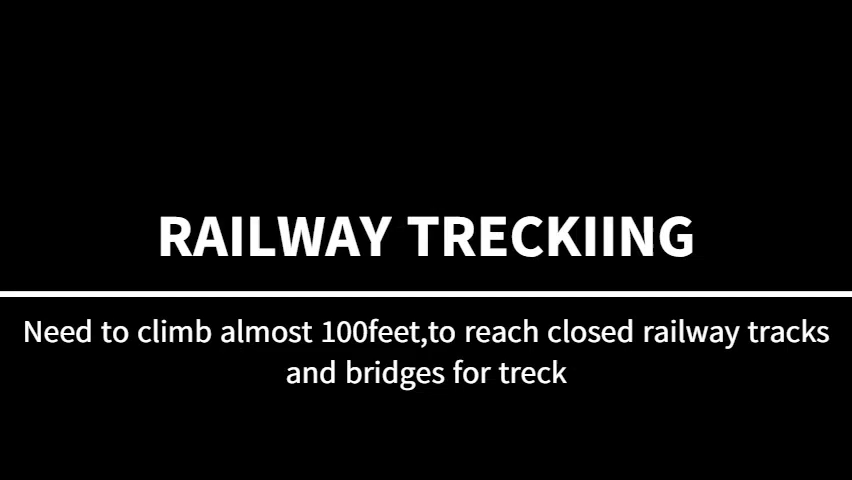 RAILWAY TRECKIING
Need to climb almost 100feet,to reach closed railway tracks
and bridges for treck